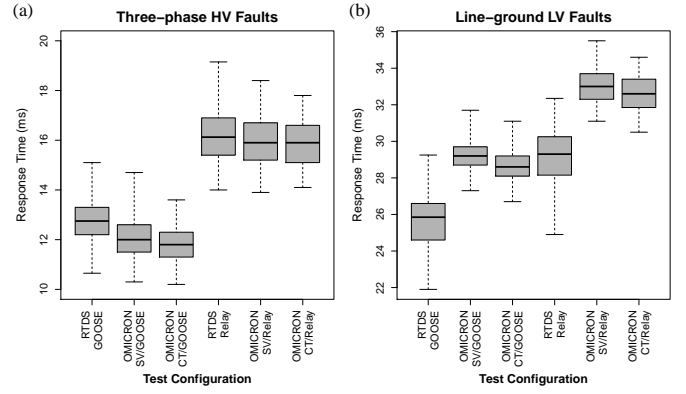 (a)
Three−phase HV Faults
Response Time (ms)
20
18
16
14
12
10
RTDS
GOOSE
OMICRON
SV/GOOSE
OMICRON
CT/GOOSE
RTDS
Relay
OMICRON
SV/Relay
OMICRON
CT/Relay
Test Configuration
(b)
Line−ground LV Faults
Response Time (ms)
36
34
32
30
28
26
24
22
RTDS
GOOSE
OMICRON
SV/GOOSE
OMICRON
CT/GOOSE
RTDS
Relay
OMICRON
SV/Relay
OMICRON
CT/Relay
Test Configuration